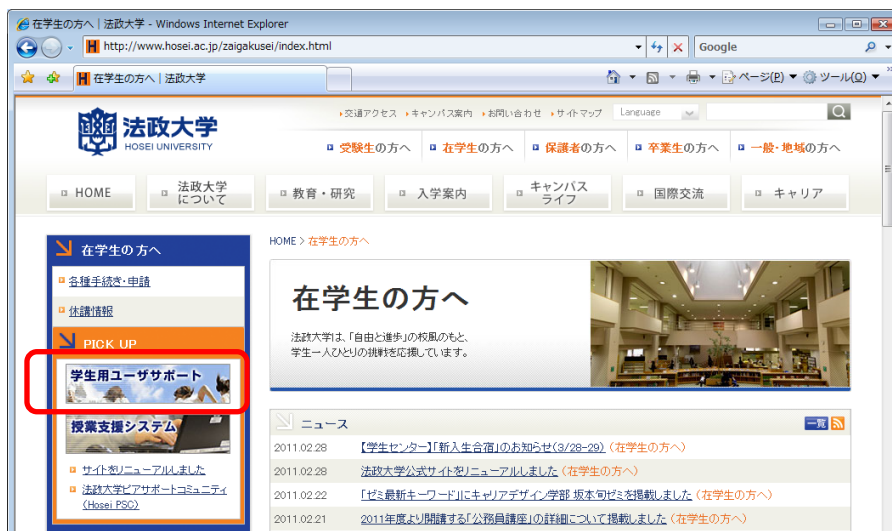 在学生の方へ | 法政大学 - Windows Internet Explorer
http://www.hosei.ac.jp/zaigakusei/index.html
Google
在学生の方へ | 法政大学
ページ(P) ツール(O)
交通アクセス キャンパス案内 お問い合わせ サイトマップ Language
法政大学
HOSEI UNIVERSITY
受験生の方へ 在学生の方へ 保護者の方へ 卒業生の方へ 一般・地域の方へ
HOME 法政大学について 教育・研究 入学案内 キャンパスライフ 国際交流 キャリア
在学生の方へ
各種手続き・申請
休講情報
PICK UP
学生用ユーザサポート
授業支援システム
サイトをリニューアルしました
法政大学ピアサポートコミュニティ
(Hosei PSC)
HOME > 在学生の方へ
在学生の方へ
法政大学は、「自由と進歩」の校風のもと、
学生一人ひとりの挑戦を応援しています。
ニュース 一覧
2011.02.28 【学生センター】「新入生合宿」のお知らせ(3/28-29) (在学生の方へ)
2011.02.28 法政大学公式サイトをリニューアルしました (在学生の方へ)
2011.02.22 「ゼミ最新キーワード」にキャリアデザイン学部 坂本旬ゼミを掲載しました (在学生の方へ)
2011.02.21 2011年度より開講する「公務員講座」の詳細について掲載しました (在学生の方へ)